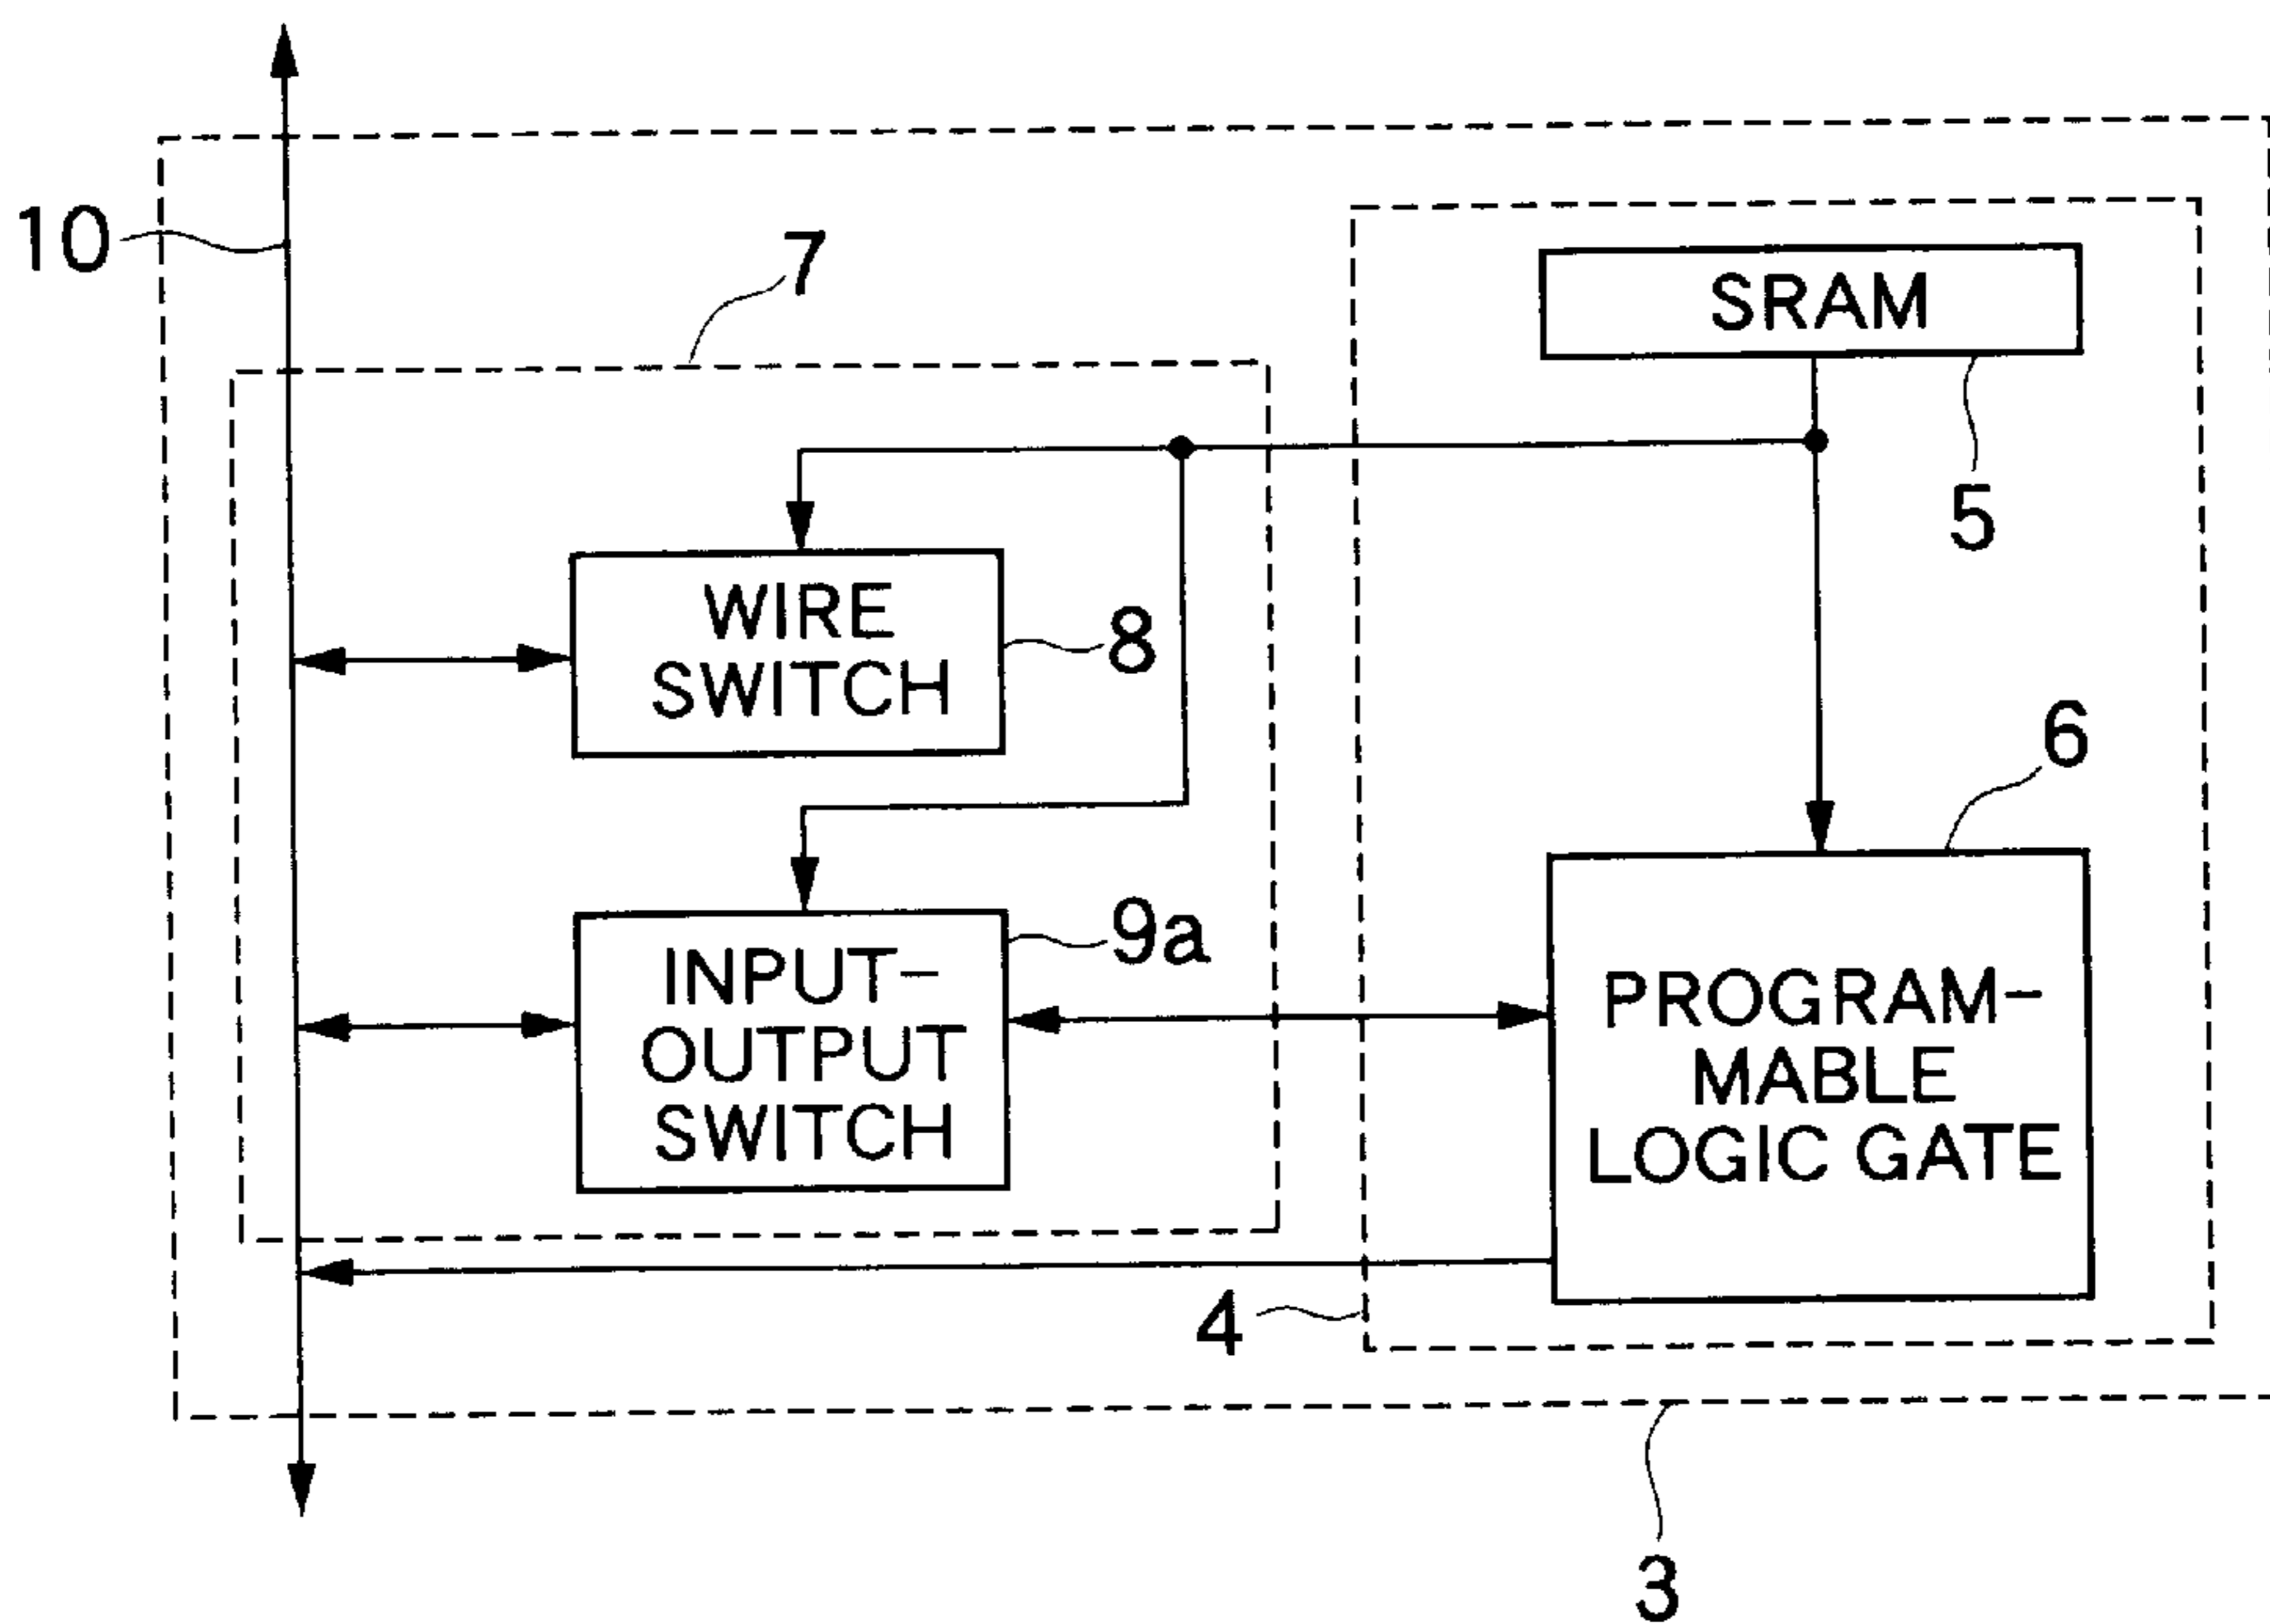 10
7
SRAM
5
WIRE
SWITCH
8
6
INPUT-
OUTPUT
SWITCH
9a
PROGRAM-
MABLE
LOGIC GATE
4
3